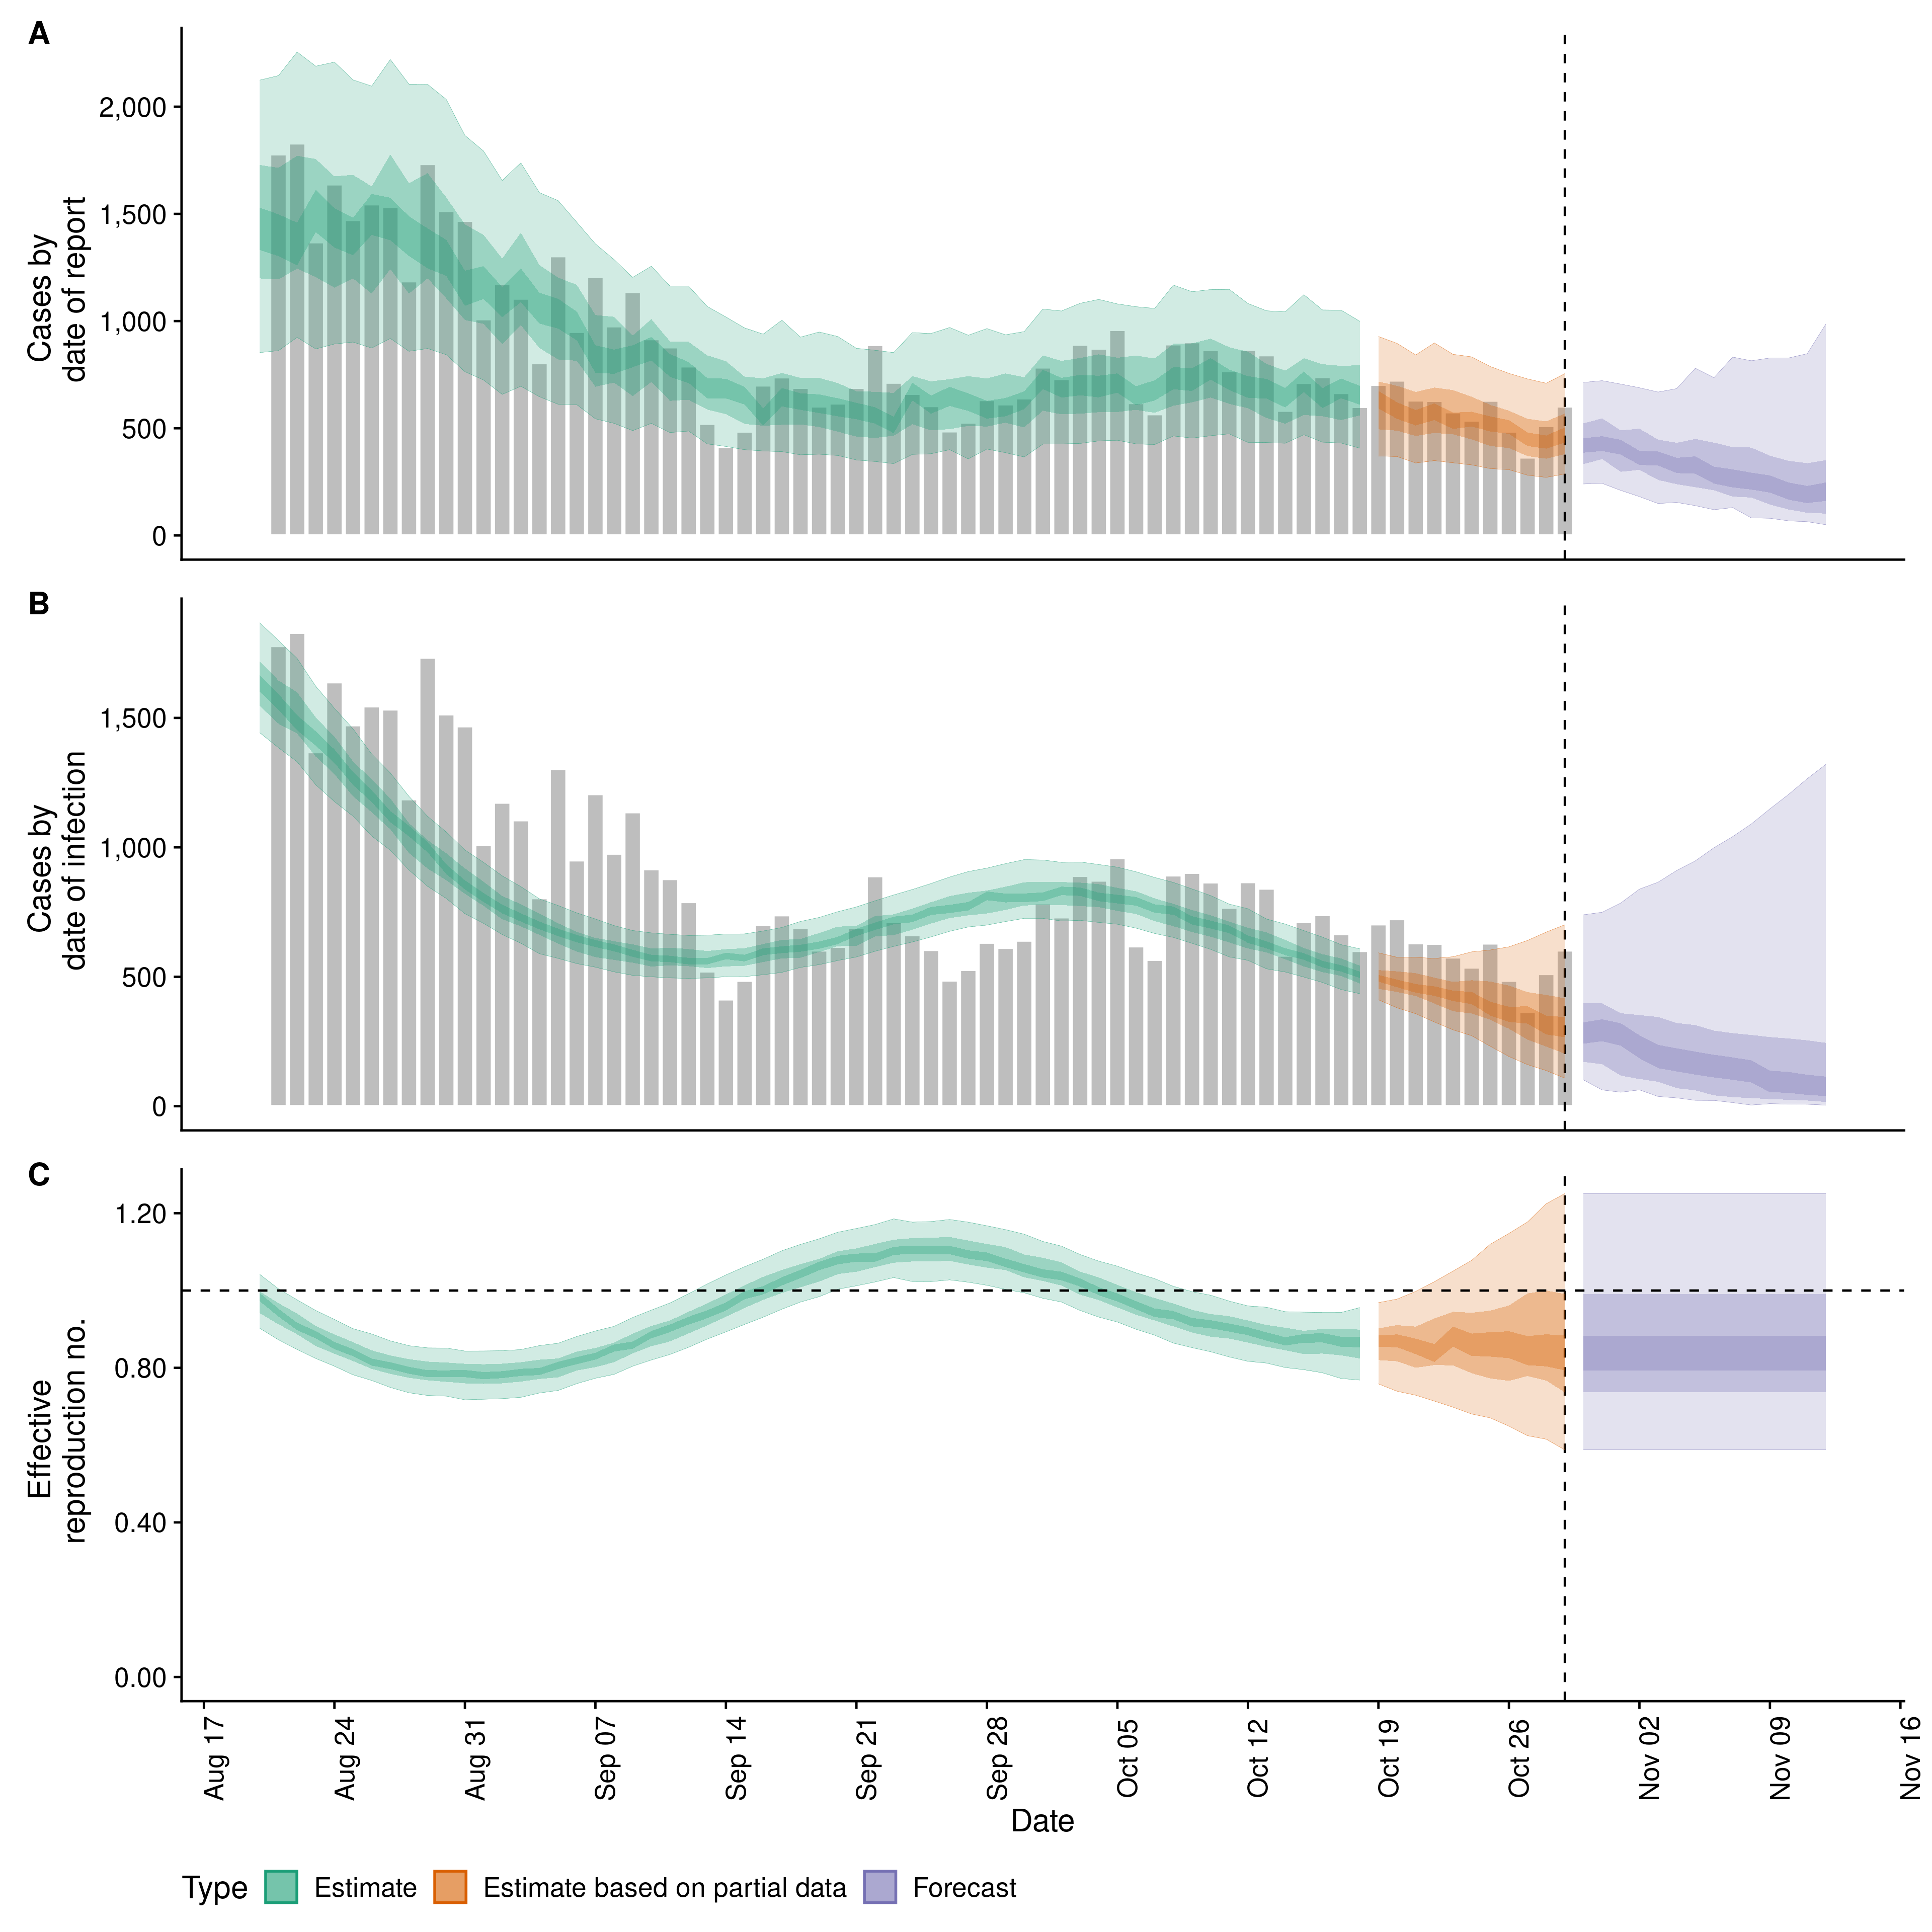 A
Cases by
date of report
2,000
1,500
1,000
500
0
B
Cases by
date of infection
1,500
1,000
500
0
C
Effective
reproduction no.
1.20
0.80
0.40
0.00
Aug 17
Aug 24
Aug 31
Sep 07
Sep 14
Sep 21
Sep 28
Oct 05
Oct 12
Oct 19
Oct 26
Nov 02
Nov 09
Nov 16
Date
Type Estimate Estimate based on partial data Forecast